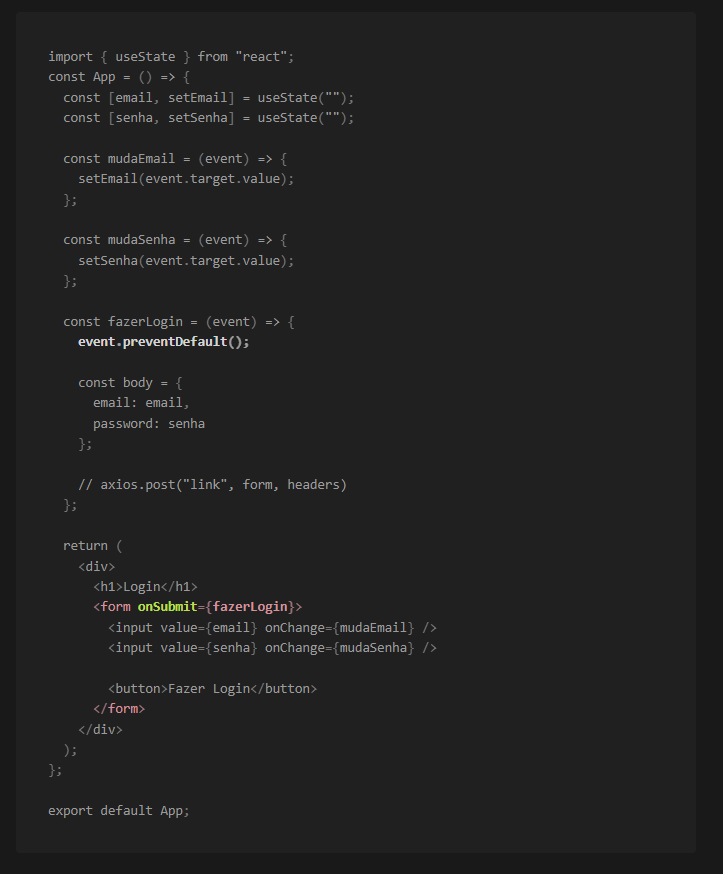 import { useState } from "react";
const App = () => {
  const [email, setEmail] = useState("");
  const [senha, setSenha] = useState("");

  const mudaEmail = (event) => {
    setEmail(event.target.value);
  };

  const mudaSenha = (event) => {
    setSenha(event.target.value);
  };

  const fazerLogin = (event) => {
    event.preventDefault();

    const body = {
      email: email,
      password: senha
    };

    // axios.post("link", form, headers)
  };

  return (
    <div>
      <h1>Login</h1>
      <form onSubmit={fazerLogin}>
        <input value={email} onChange={mudaEmail} />
        <input value={senha} onChange={mudaSenha} />

        <button>Fazer Login</button>
      </form>
    </div>
  );
};

export default App;